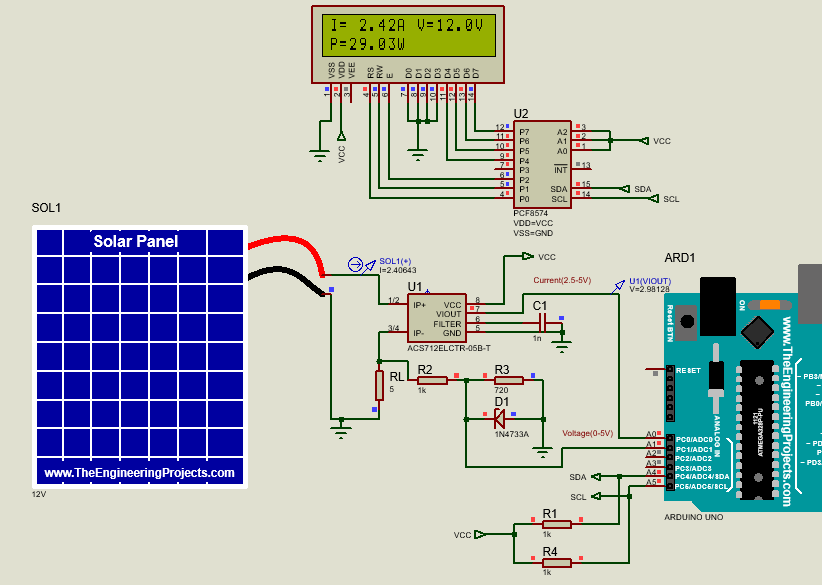 I= 2.42A V=12.0V
P=29.03W
VSS
VDD
VEE
RS
RW
E
D0
D1
D2
D3
D4
D5
D6
D7
1
2
3
4
5
6
7
8
9
10
11
12
13
14
VCC
U2
12
11
10
9
7
6
5
4
P7
P6
P5
P4
P3
P2
P1
P0
A2
A1
A0
INT
SDA
SCL
3
2
1
13
15
14
VCC
SDA
SCL
PCF8574
VDD=VCC
VSS=GND
SOL1
Solar Panel
www.TheEngineeringProjects.com
12V
SOL1(+)
I=2.40643
U1
1/2
3/4
IP+
IP-
VCC
VIOUT
FILTER
GND
8
7
6
5
ACS712ELCTR-05B-T
VCC
Current(2.5-5V)
U1(VIOUT)
V=2.98128
C1
1n
RL
5
R2
1k
R3
720
D1
1N4733A
Voltage(0-5V)
ARD1
Reset BTN
ON
RESET
ANALOG IN
ATMEGA328P-PU
1121
www.TheEngineeringProjects.com
A0
A1
A2
A3
A4
A5
PC0/ADC0
PC1/ADC1
PC2/ADC2
PC3/ADC3
PC4/ADC4/SDA
PC5/ADC5/SCL
ARDUINO UNO
SDA
SCL
VCC
R1
1k
R4
1k